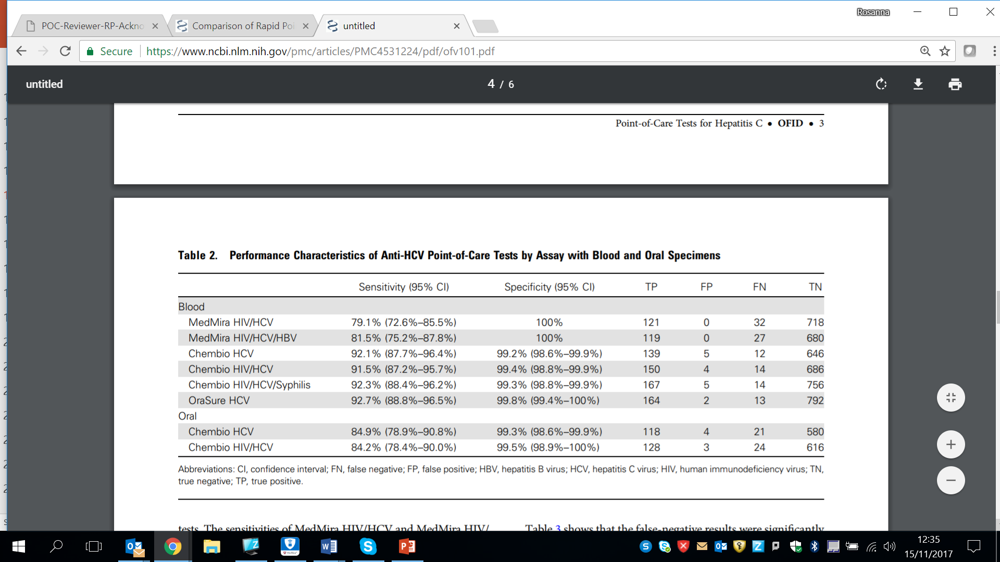 Rosanna
POC-Reviewer-RP-Ackno
Comparison of Rapid Poi
untitled
Secure
https://www.ncbi.nlm.nih.gov/pmc/articles/PMC4531224/pdf/ofv101.pdf
untitled
4 / 6
Point-of-Care Tests for Hepatitis C • OFID • 3
Table 2. Performance Characteristics of Anti-HCV Point-of-Care Tests by Assay with Blood and Oral Specimens
Sensitivity (95% CI) Specificity (95% CI) TP FP FN TN
Blood
MedMira HIV/HCV 79.1% (72.6%–85.5%) 100% 121 0 32 718
MedMira HIV/HCV/HBV 81.5% (75.2%–87.8%) 100% 119 0 27 680
Chembio HCV 92.1% (87.7%–96.4%) 99.2% (98.6%–99.9%) 139 5 12 646
Chembio HIV/HCV 91.5% (87.2%–95.7%) 99.4% (98.8%–99.9%) 150 4 14 686
Chembio HIV/HCV/Syphilis 92.3% (88.4%–96.2%) 99.3% (98.8%–99.9%) 167 5 14 756
OraSure HCV 92.7% (88.8%–96.5%) 99.8% (99.4%–100%) 164 2 13 792
Oral
Chembio HCV 84.9% (78.9%–90.8%) 99.3% (98.6%–99.9%) 118 4 21 580
Chembio HIV/HCV 84.2% (78.4%–90.0%) 99.5% (98.9%–100%) 128 3 24 616
Abbreviations: CI, confidence interval; FN, false negative; FP, false positive; HBV, hepatitis B virus; HCV, hepatitis C virus; HIV, human immunodeficiency virus; TN,
true negative; TP, true positive.
tests. The sensitivities of MedMira HIV/HCV and MedMira HIV/
Table 3 shows that the false-negative results were significantly
12:35
15/11/2017